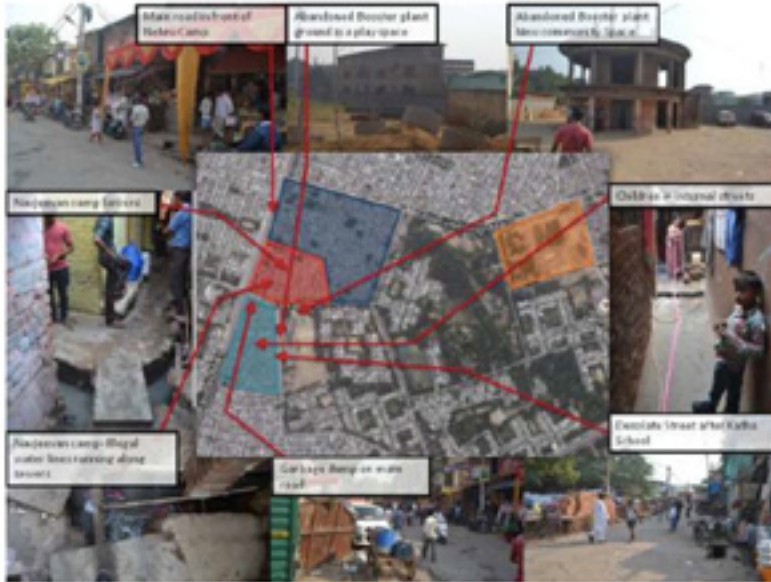 Main road in front of
Nehru Camp
Abandoned Booster plant
ground is a play space
Abandoned Booster plant
New community Space
Navjeevan camp Sewers
Children in internal streets
Navjeevan camp-Illegal
water lines running along
sewers
Garbage dump on main
road
Desolate Street after Katha
School